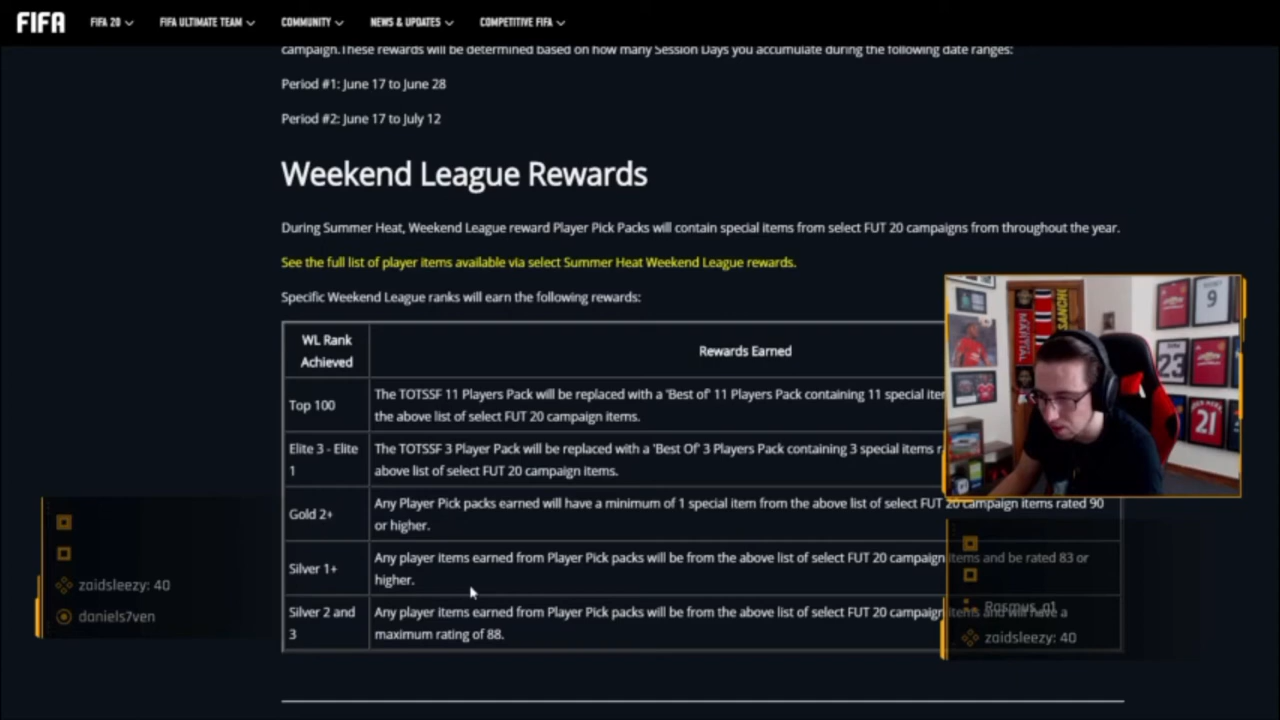 FIFA FIFA 20 FIFA ULTIMATE TEAM COMMUNITY NEWS & UPDATES COMPETITIVE FIFA
campaign.These rewards will be determined based on how many Session Days you accumulate during the following date ranges:
Period #1: June 17 to June 28
Period #2: June 17 to July 12
Weekend League Rewards
During Summer Heat, Weekend League reward Player Pick Packs will contain special items from select FUT 20 campaigns from throughout the year.
See the full list of player items available via select Summer Heat Weekend League rewards.
Specific Weekend League ranks will earn the following rewards:
WL Rank
Achieved
Rewards Earned
Top 100
The TOTSSF 11 Players Pack will be replaced with a 'Best of' 11 Players Pack containing 11 special
the above list of select FUT 20 campaign items.
Elite 3 - Elite
1
The TOTSSF 3 Player Pack will be replaced with a 'Best Of' 3 Players Pack containing 3 special items
above list of select FUT 20 campaign items.
Gold 2+
Any Player Pick packs earned will have a minimum of 1 special item from the above list of select FUT 20 campaign items rated 90
or higher.
Silver 1+
Any player items earned from Player Pick packs will be from the above list of select FUT 20 campaign items and be rated 83 or
higher.
Silver 2 and
3
Any player items earned from Player Pick packs will be from the above list of select FUT 20 campaign items and will have a
maximum rating of 88.
zaidsleezy: 40
daniels7ven
Rasmus_a1
zaidsleezy: 40
MARTIAL
SANCH
9
23
21